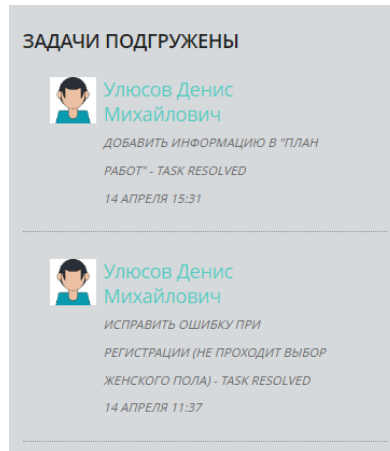 ЗАДАЧИ ПОДГРУЖЕНЫ
Улюсов Денис
Михайлович
ДОБАВИТЬ ИНФОРМАЦИЮ В "ПЛАН
РАБОТ" - TASK RESOLVED
14 АПРЕЛЯ 15:31
Улюсов Денис
Михайлович
ИСПРАВИТЬ ОШИБКУ ПРИ
РЕГИСТРАЦИИ (НЕ ПРОХОДИТ ВЫБОР
ЖЕНСКОГО ПОЛА) - TASK RESOLVED
14 АПРЕЛЯ 11:37